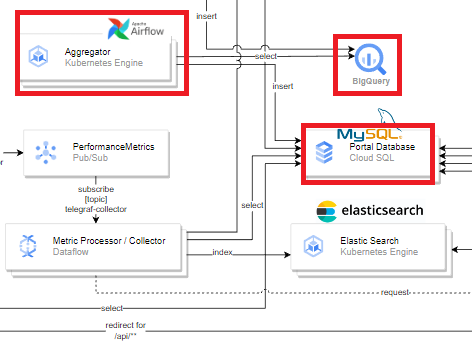 insert
APACHE
Airflow
Aggregator
Kubernetes Engine
select
BigQuery
insert
MySQL
Portal Database
Cloud SQL
PerformanceMetrics
Pub/Sub
subscribe
[topic]
telegraf-collector
select
elasticsearch
Metric Processor / Collector
Dataflow
index
Elastic Search
Kubernetes Engine
request
select
redirect for
/api/**